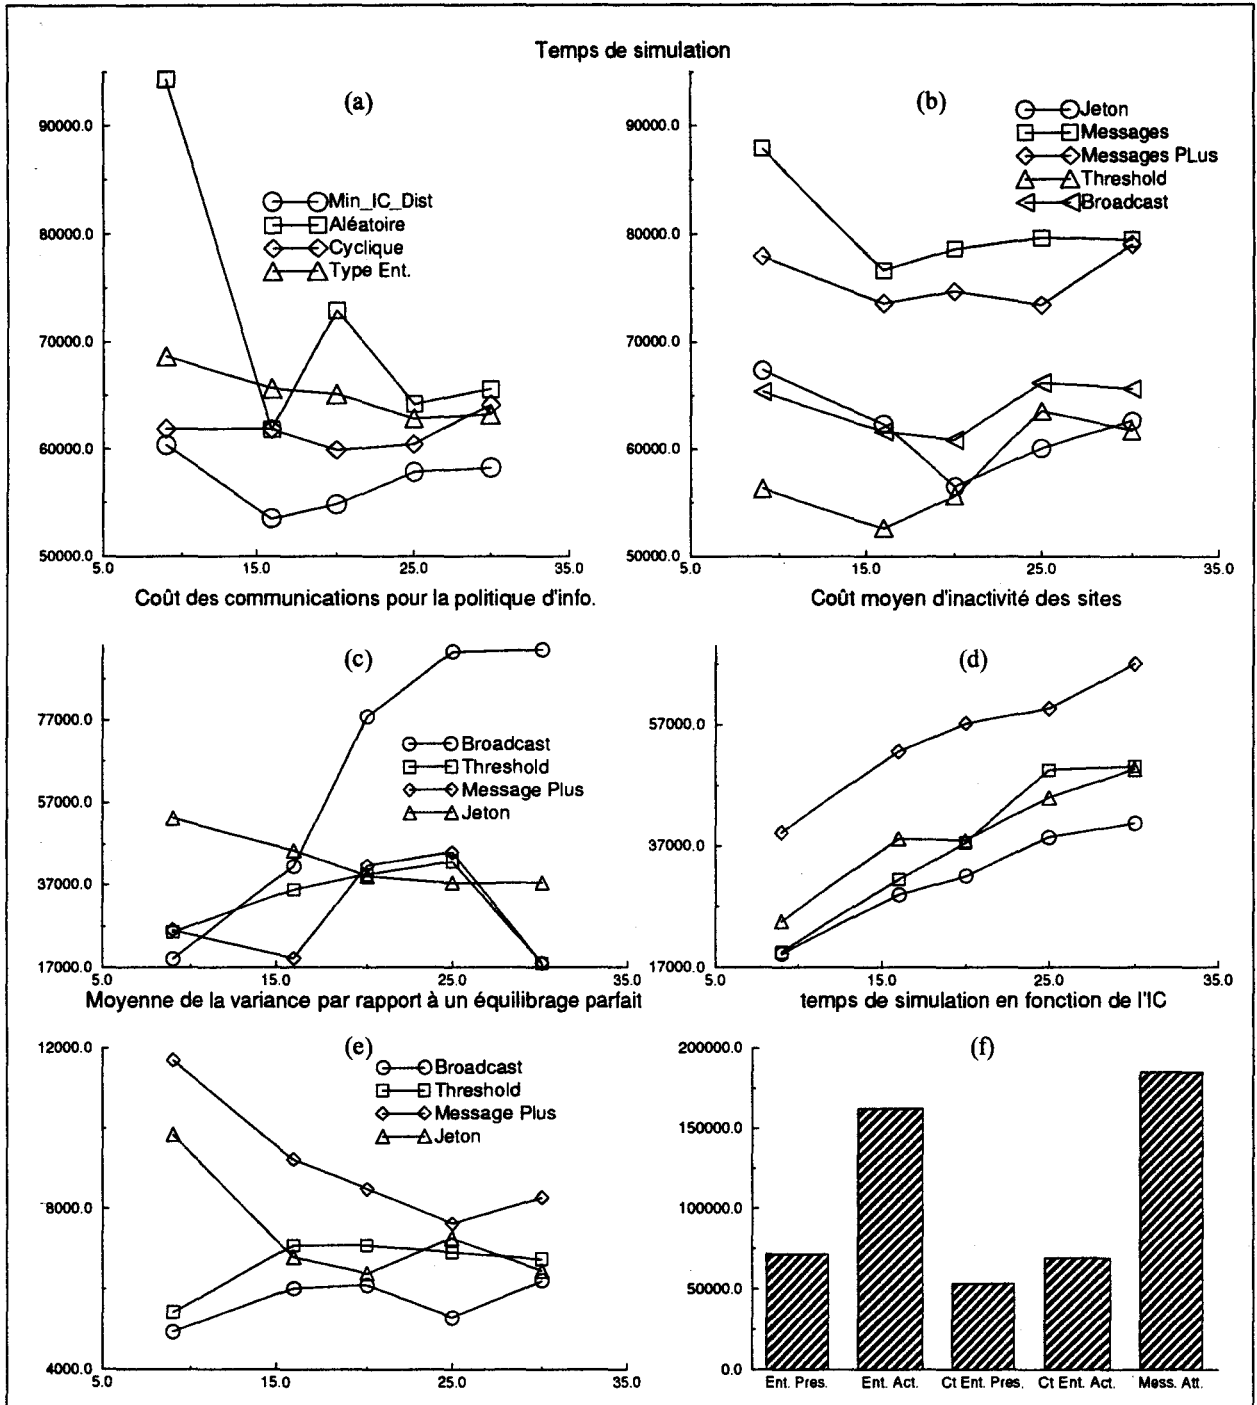 Temps de simulation
(a)
90000.0
80000.0
70000.0
60000.0
50000.0
5.0 15.0 25.0 35.0
Min_IC_Dist
Aléatoire
Cyclique
Type Ent.
(b)
90000.0
80000.0
70000.0
60000.0
50000.0
5.0 15.0 25.0 35.0
Jeton
Messages
Messages PLus
Threshold
Broadcast
Coût des communications pour la politique d'info.
(c)
77000.0
57000.0
37000.0
17000.0
5.0 15.0 25.0 35.0
Broadcast
Threshold
Message Plus
Jeton
Coût moyen d'inactivité des sites
(d)
57000.0
37000.0
17000.0
5.0 15.0 25.0 35.0
Moyenne de la variance par rapport à un équilibrage parfait
(e)
12000.0
8000.0
4000.0
5.0 15.0 25.0 35.0
Broadcast
Threshold
Message Plus
Jeton
temps de simulation en fonction de l'IC
(f)
200000.0
150000.0
100000.0
50000.0
0.0
Ent. Pres. Ent. Act. Ct Ent. Pres. Ct Ent. Act. Mess. Att.